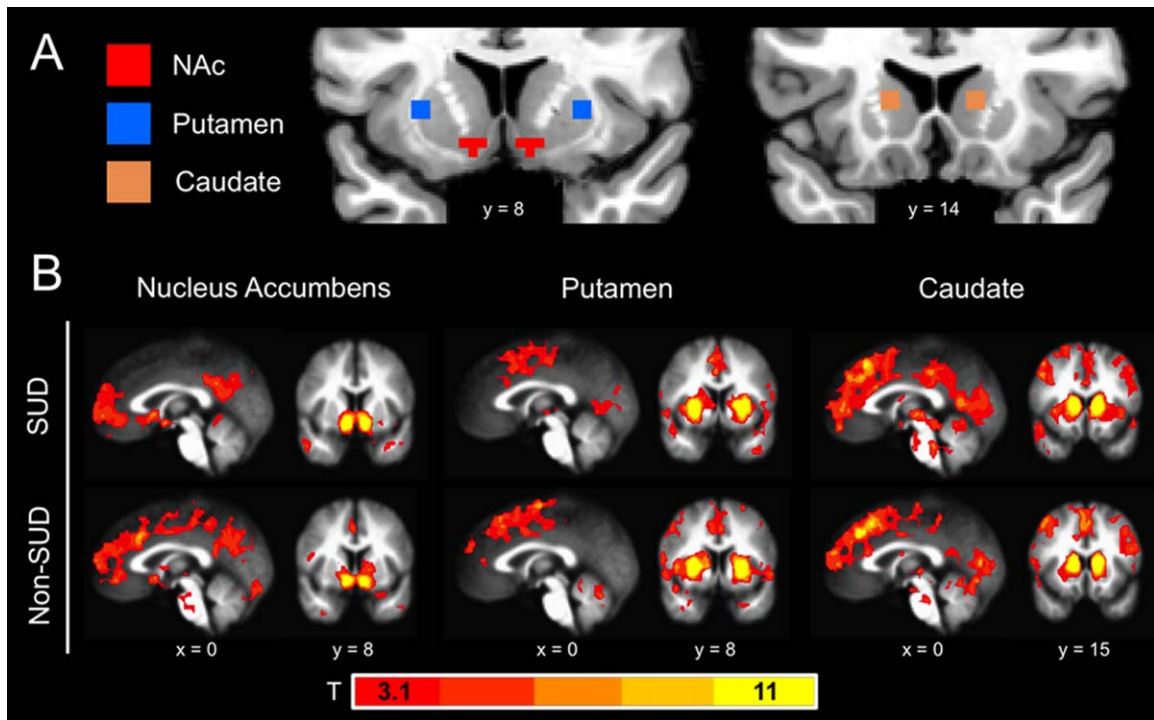 A
NAc
Putamen
Caudate
y = 8
y = 14
B
Nucleus Accumbens
Putamen
Caudate
SUD
Non-SUD
x = 0
y = 8
x = 0
y = 8
x = 0
y = 15
T
3.1
11